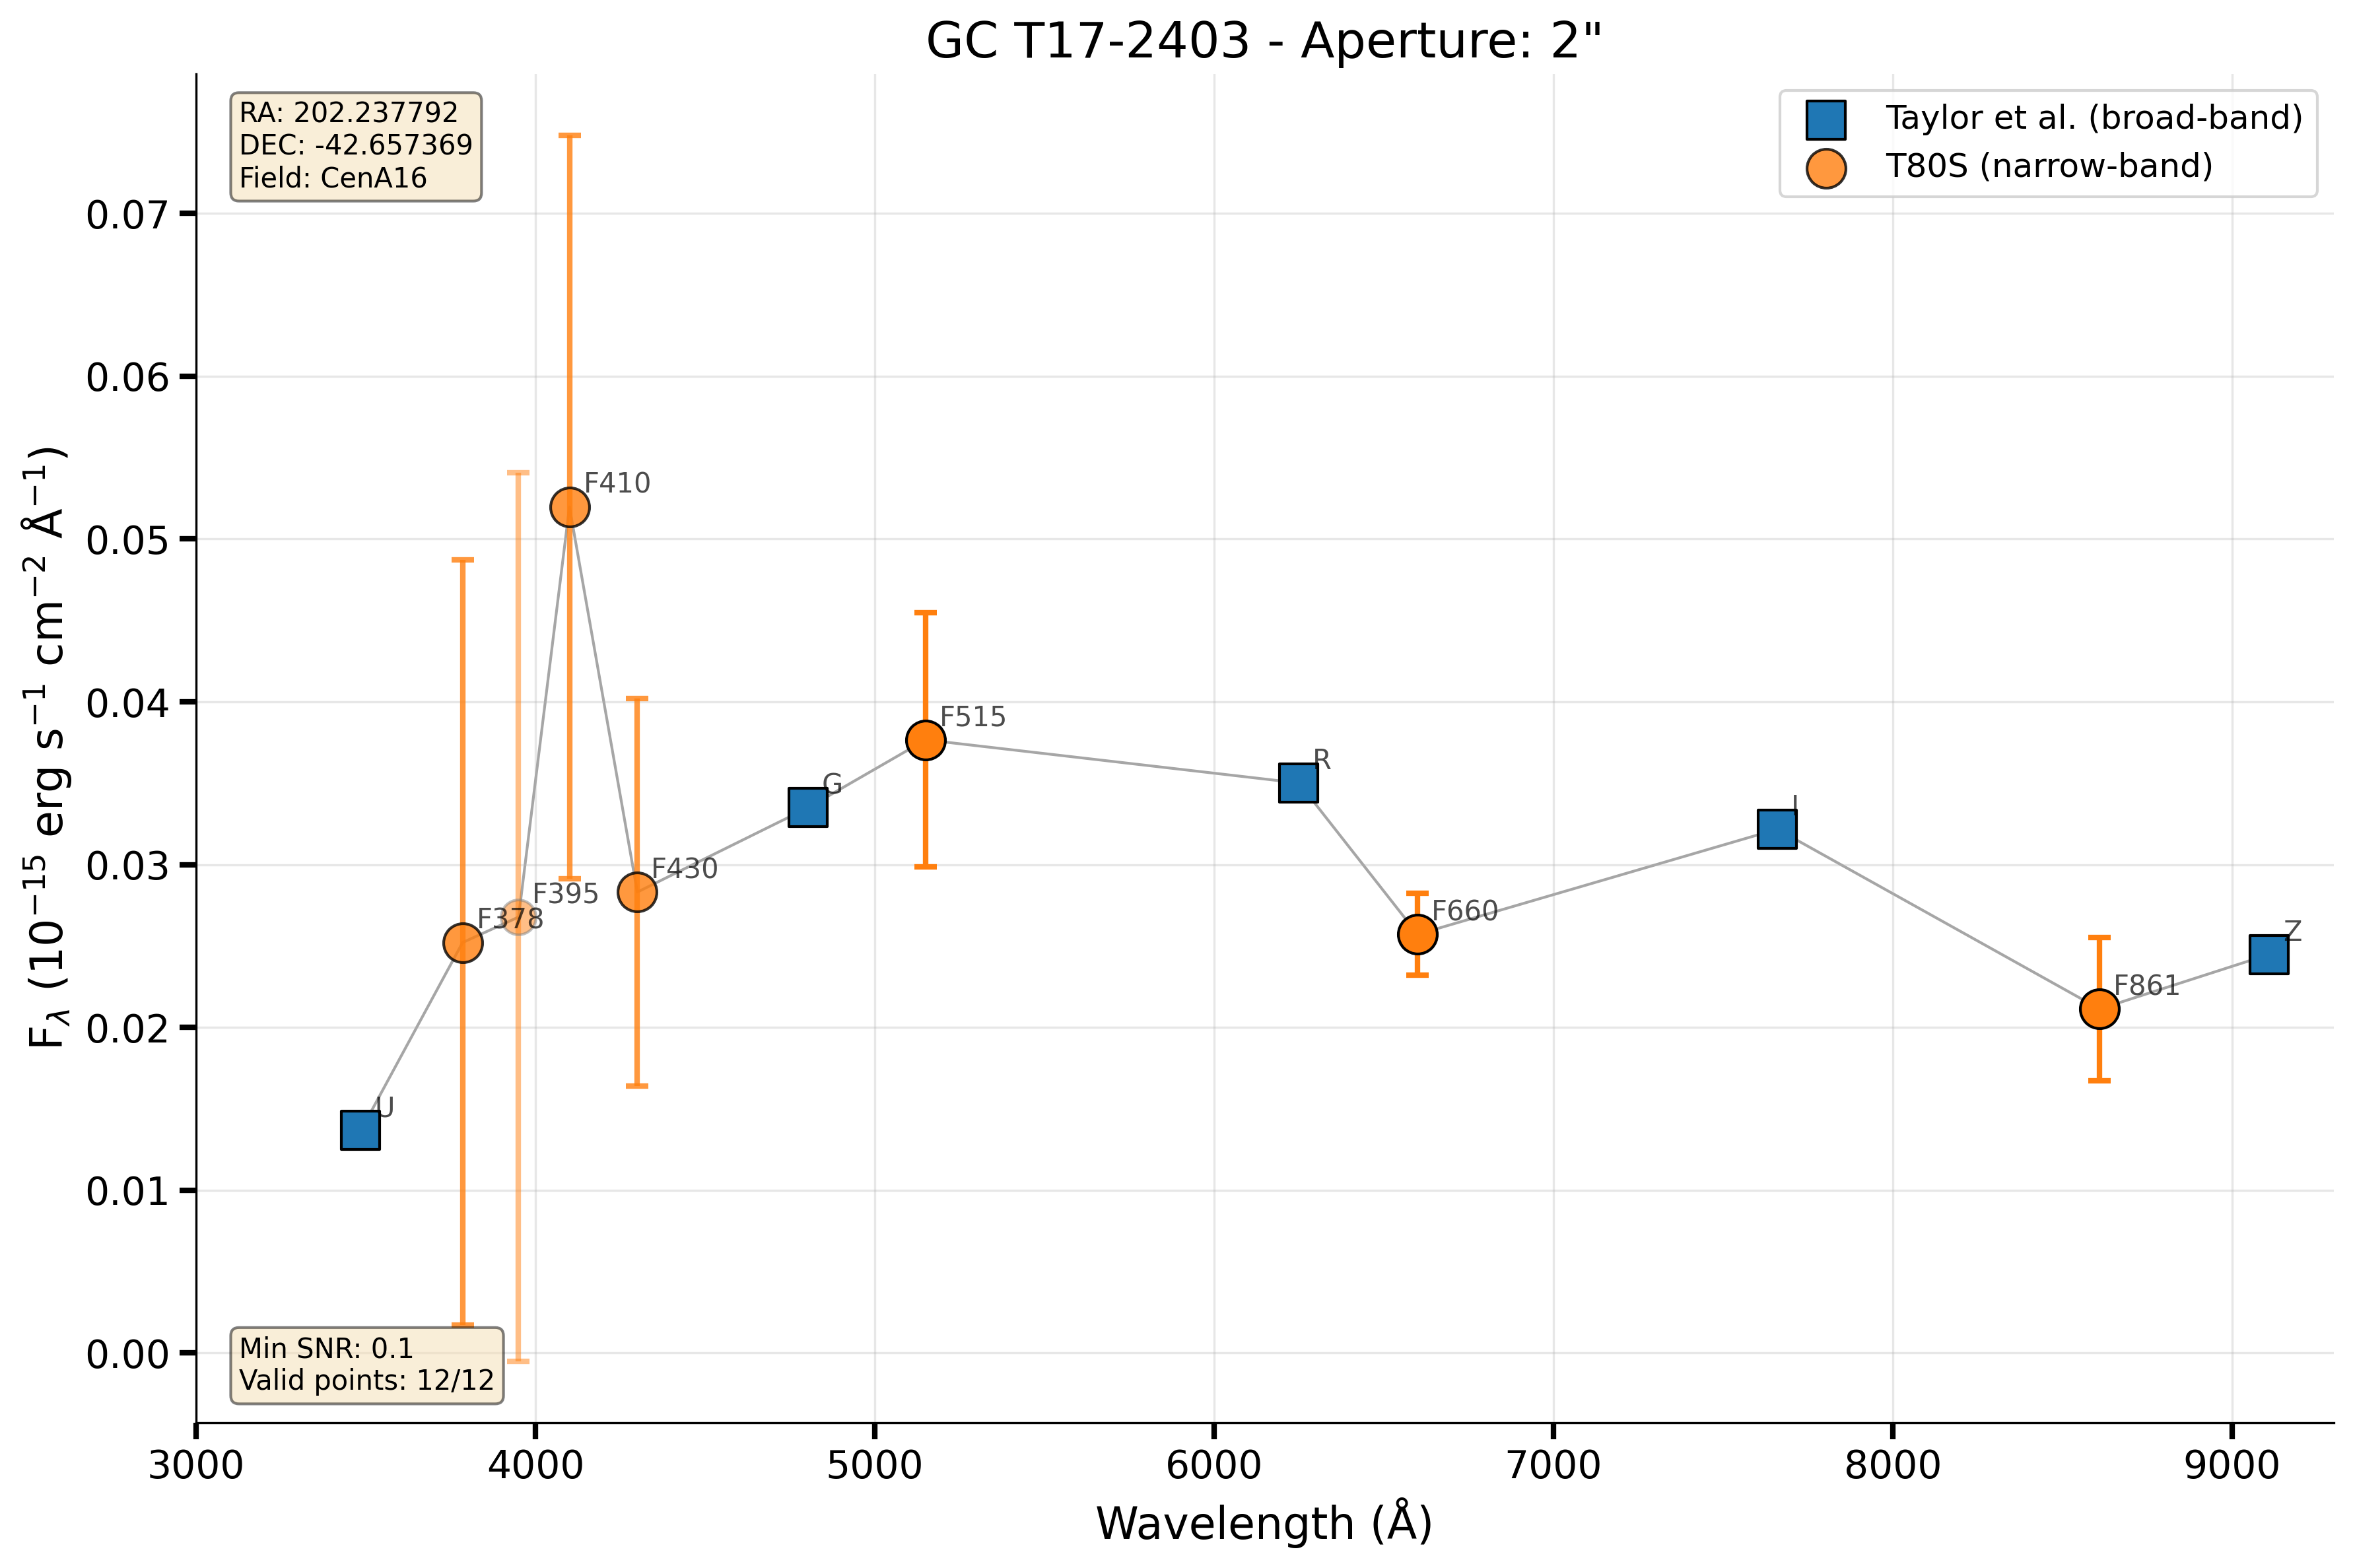 GC T17-2403 - Aperture: 2"
RA: 202.237792
DEC: -42.657369
Field: CenA16
Taylor et al. (broad-band)
T80S (narrow-band)
F$_{\lambda}$ (10$^{-15}$ erg s$^{-1}$ cm$^{-2}$ Å$^{-1}$)
0.07
0.06
0.05
0.04
0.03
0.02
0.01
0.00
F410
F515
R
G
I
F430
F395
F378
F660
Z
F861
U
Min SNR: 0.1
Valid points: 12/12
3000 4000 5000 6000 7000 8000 9000
Wavelength (Å)